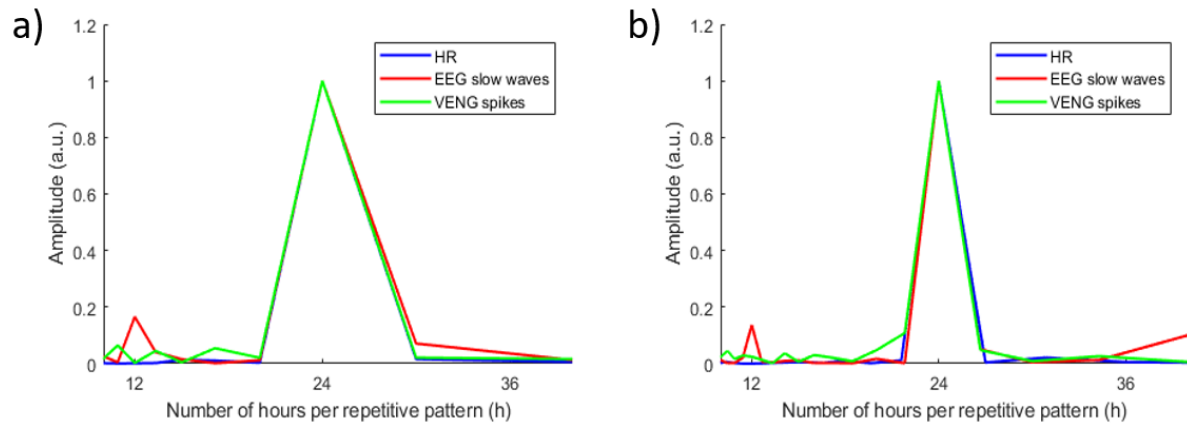 a)
1.2
1
0.8
0.6
0.4
0.2
0
Amplitude (a.u.)
HR
EEG slow waves
VENG spikes
12
24
36
Number of hours per repetitive pattern (h)
b)
1.2
1
0.8
0.6
0.4
0.2
0
Amplitude (a.u.)
HR
EEG slow waves
VENG spikes
12
24
36
Number of hours per repetitive pattern (h)